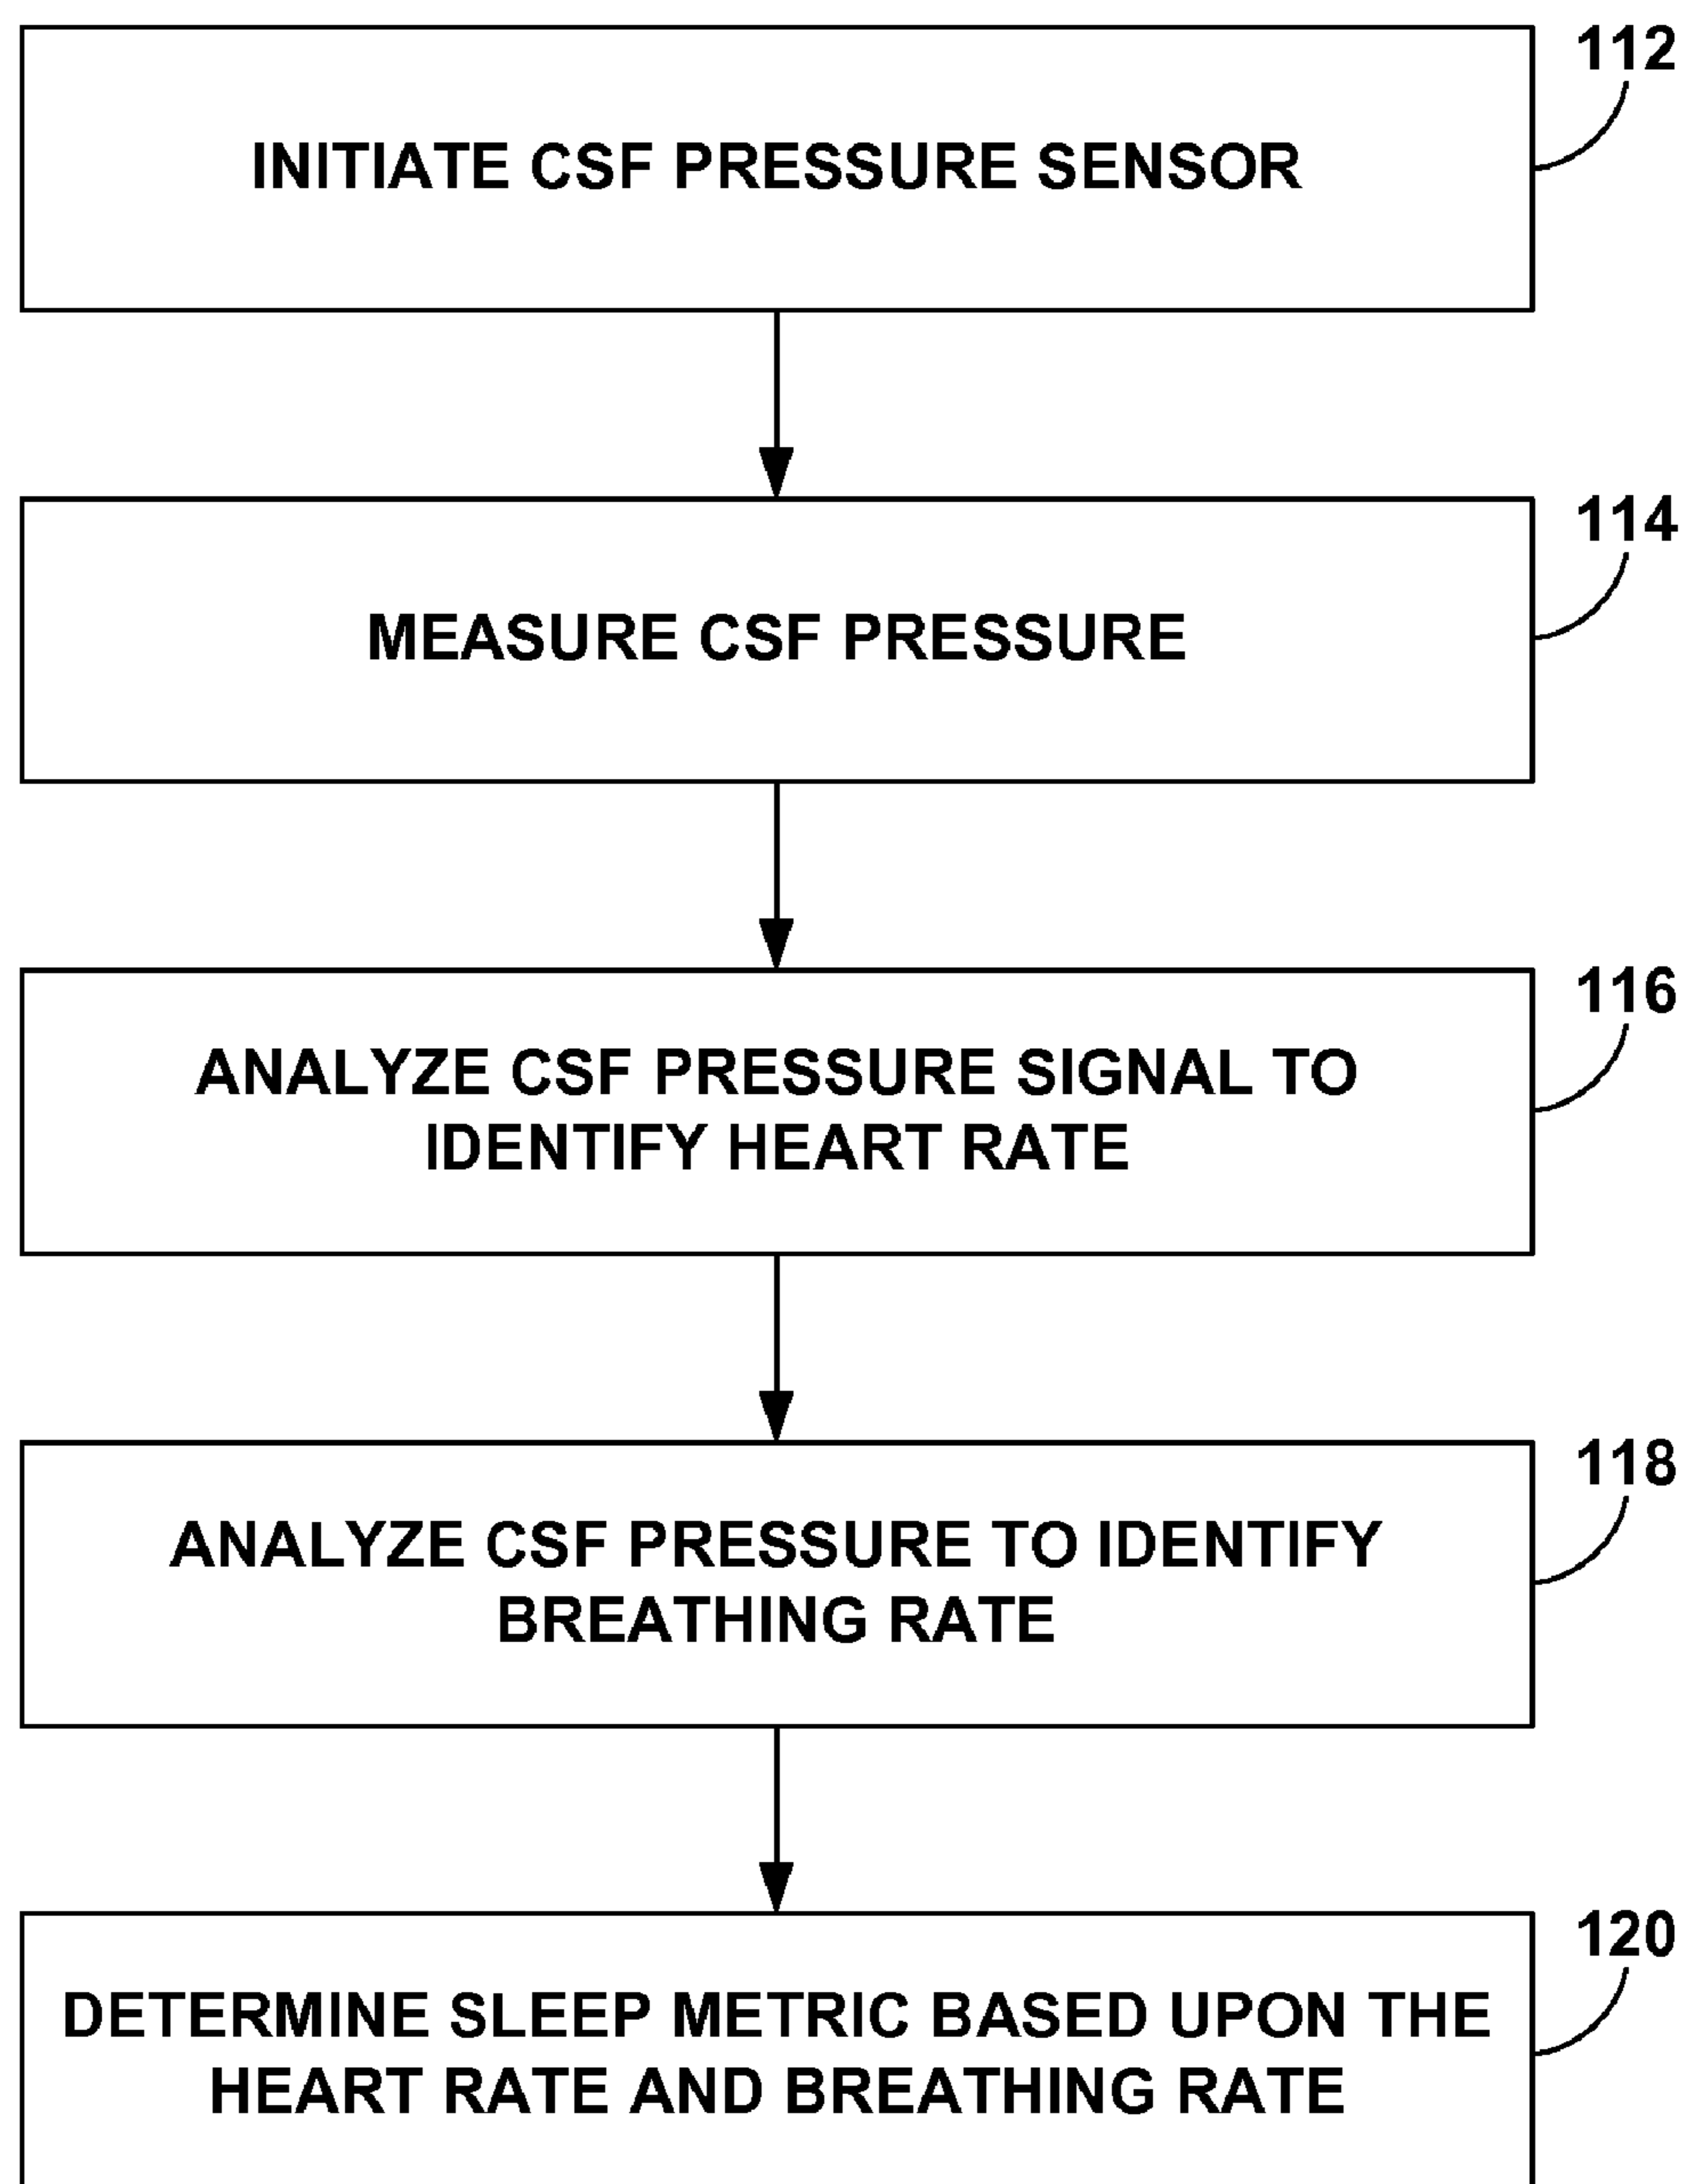 112
INITIATE CSF PRESSURE SENSOR
114
MEASURE CSF PRESSURE
116
ANALYZE CSF PRESSURE SIGNAL TO
IDENTIFY HEART RATE
118
ANALYZE CSF PRESSURE TO IDENTIFY
BREATHING RATE
120
DETERMINE SLEEP METRIC BASED UPON THE
HEART RATE AND BREATHING RATE